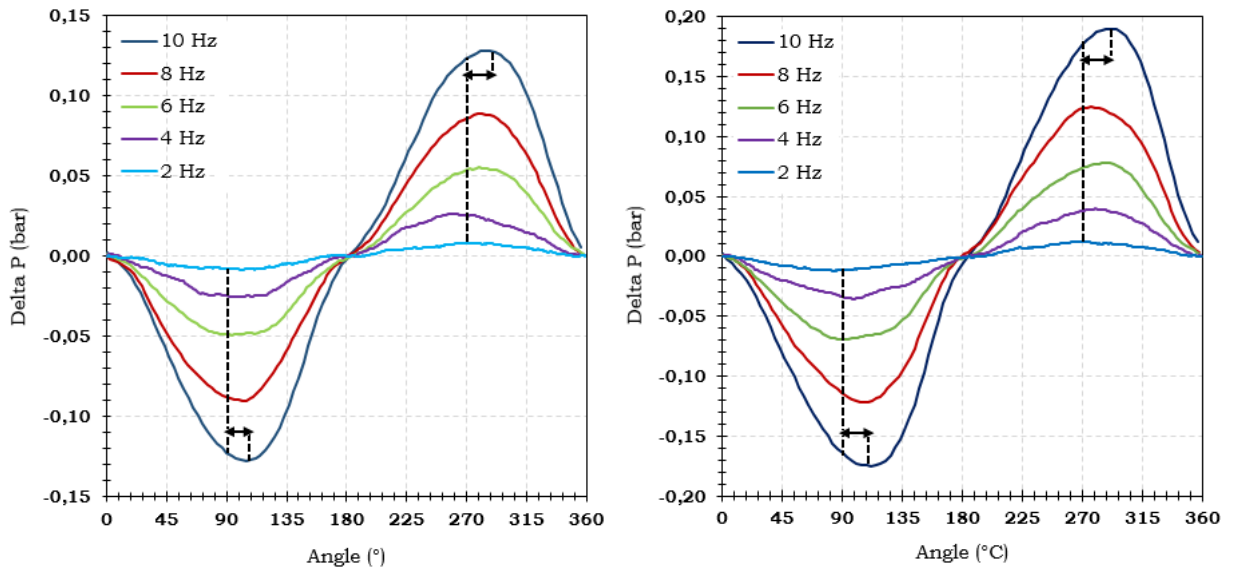 0,15
0,10
0,05
0,00
-0,05
-0,10
-0,15
Delta P (bar)
10 Hz
8 Hz
6 Hz
4 Hz
2 Hz
0 45 90 135 180 225 270 315 360
Angle (°)
0,20
0,15
0,10
0,05
0,00
-0,05
-0,10
-0,15
-0,20
Delta P (bar)
10 Hz
8 Hz
6 Hz
4 Hz
2 Hz
0 45 90 135 180 225 270 315 360
Angle (°C)